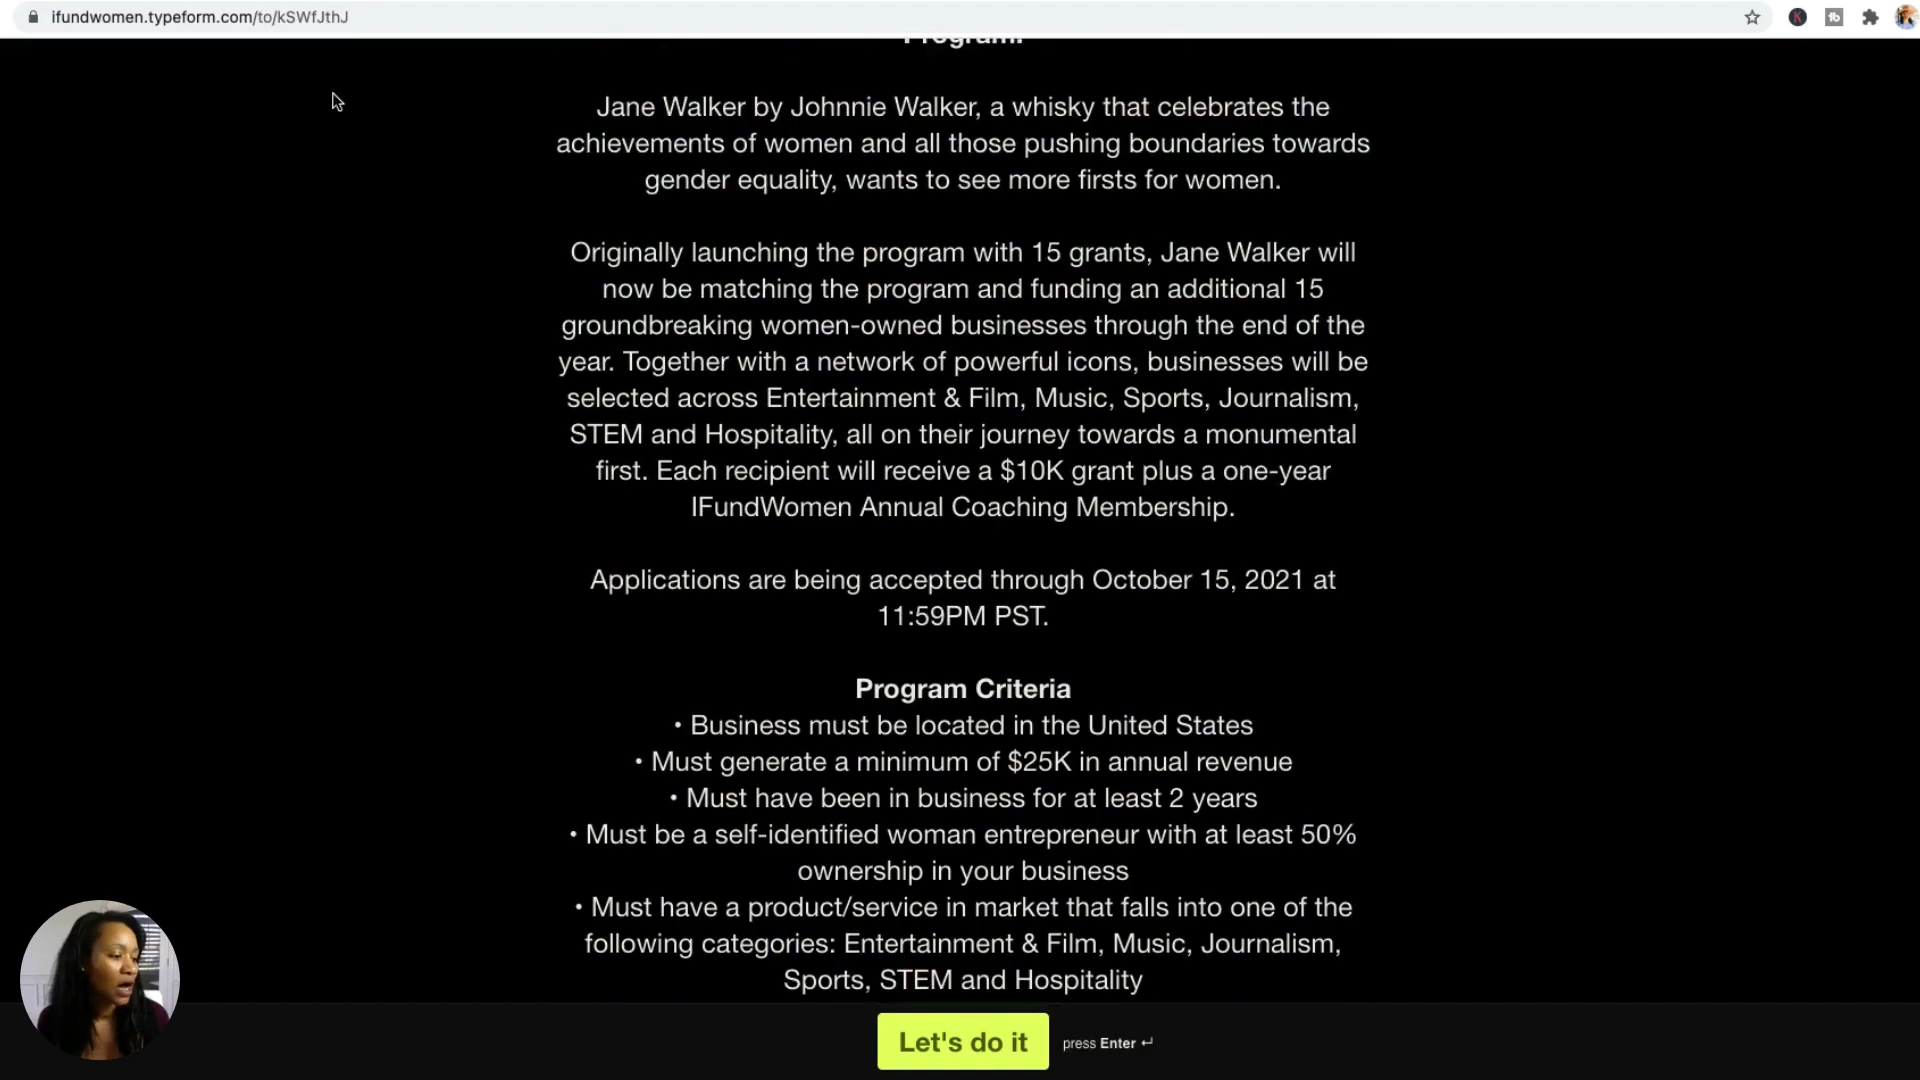 ifundwomen.typeform.com/to/kSWfJthJ
Program:
Jane Walker by Johnnie Walker, a whisky that celebrates the
achievements of women and all those pushing boundaries towards
gender equality, wants to see more firsts for women.
Originally launching the program with 15 grants, Jane Walker will
now be matching the program and funding an additional 15
groundbreaking women-owned businesses through the end of the
year. Together with a network of powerful icons, businesses will be
selected across Entertainment & Film, Music, Sports, Journalism,
STEM and Hospitality, all on their journey towards a monumental
first. Each recipient will receive a $10K grant plus a one-year
IFundWomen Annual Coaching Membership.
Applications are being accepted through October 15, 2021 at
11:59PM PST.
Program Criteria
• Business must be located in the United States
• Must generate a minimum of $25K in annual revenue
• Must have been in business for at least 2 years
• Must be a self-identified woman entrepreneur with at least 50%
ownership in your business
• Must have a product/service in market that falls into one of the
following categories: Entertainment & Film, Music, Journalism,
Sports, STEM and Hospitality
Let's do it press Enter ↵